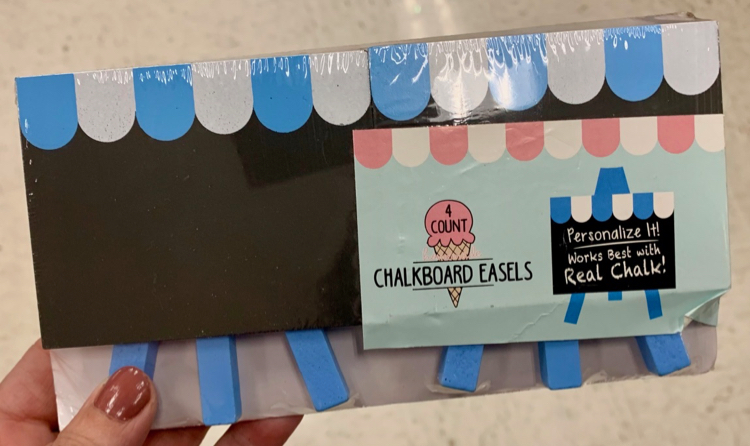 4
COUNT
CHALKBOARD EASELS
Personalize It!
Works Best with
Real Chalk!